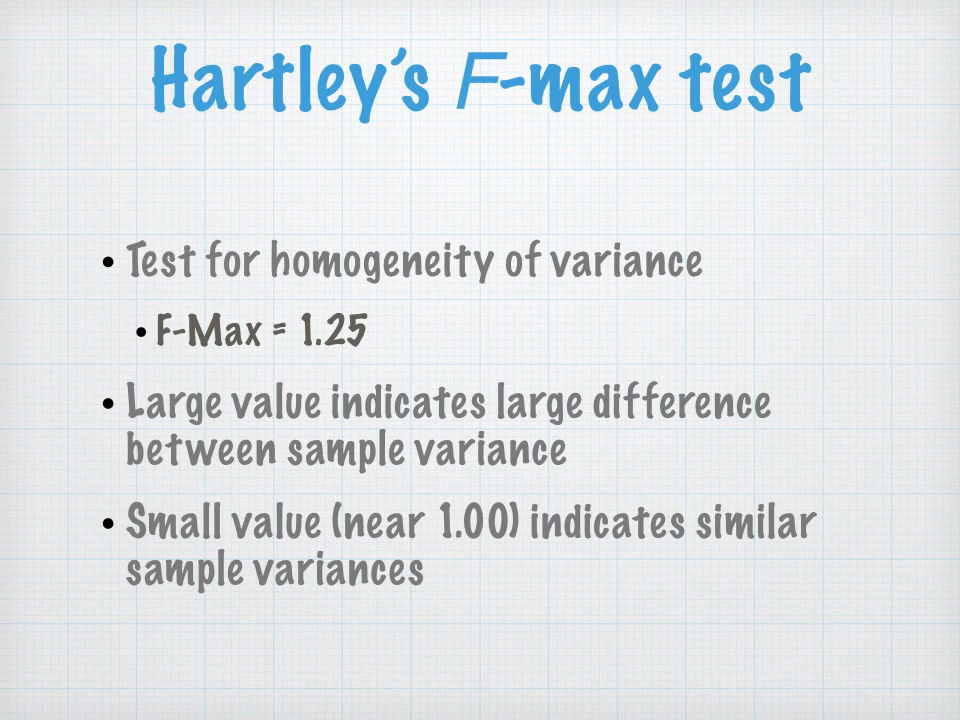 Hartley’s F-max test
• Test for homogeneity of variance
• F-Max = 1.25
• Large value indicates large difference
between sample variance
• Small value (near 1.00) indicates similar
sample variances